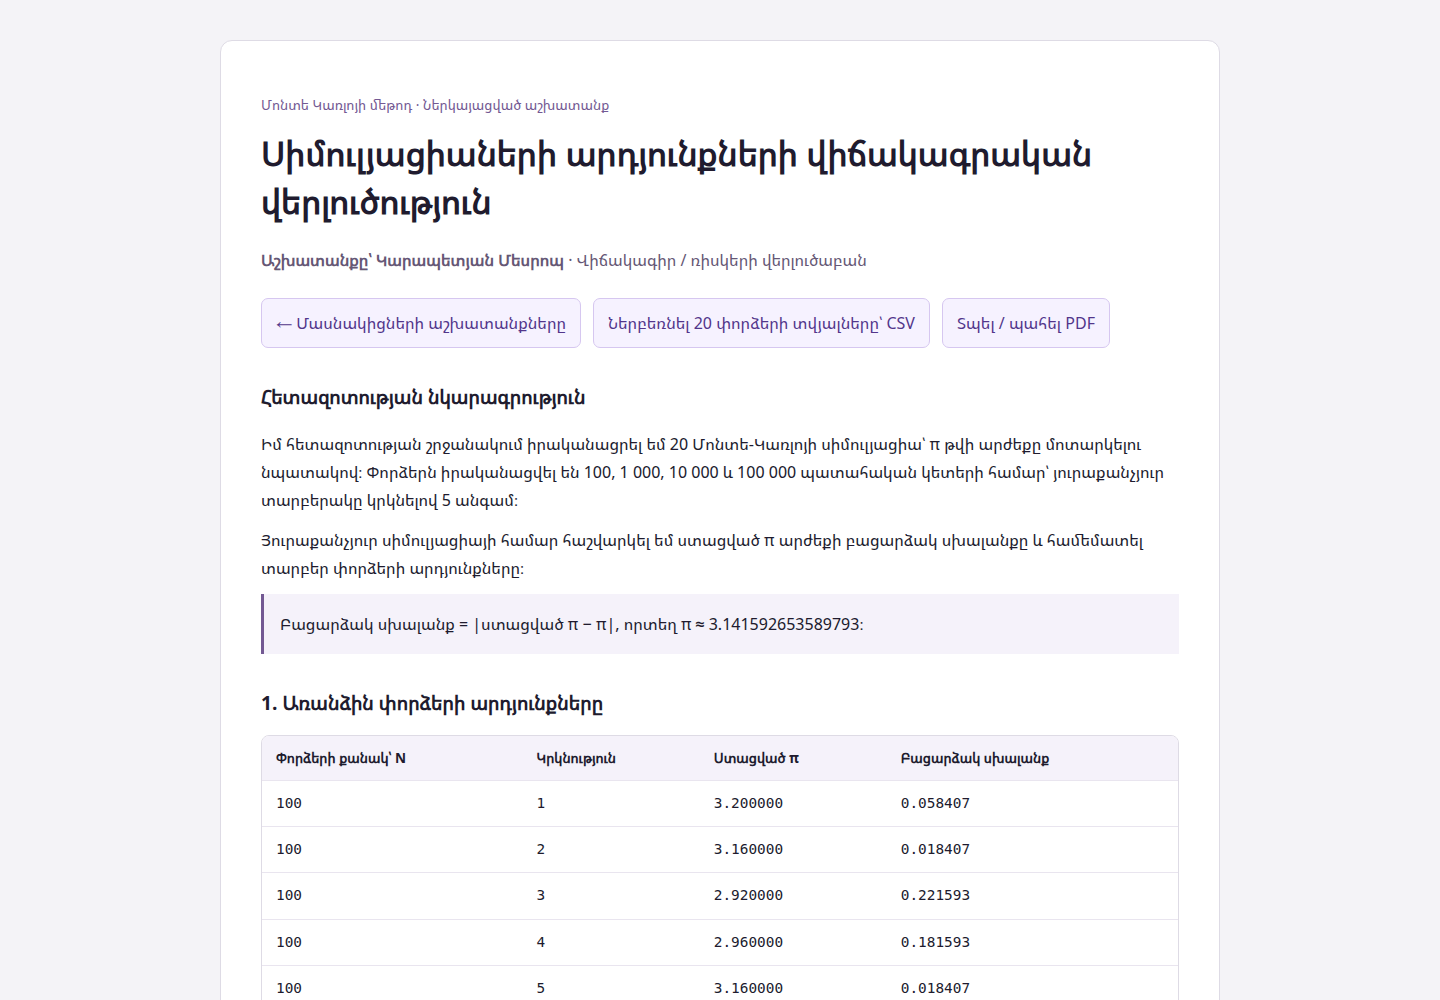 Մոնտե Կառլոյի մեթոդ · Ներկայացված աշխատանք
Սիմուլյացիաների արդյունքների վիճակագրական
վերլուծություն
Աշխատանքը՝ Կարապետյան Մեսրոպ · Վիճակագիր / ռիսկերի վերլուծաբան
← Մասնակիցների աշխատանքները
Ներբեռնել 20 փորձերի տվյալները՝ CSV
Տպել / պահել PDF
Հետազոտության նկարագրություն
Իմ հետազոտության շրջանակում իրականացրել եմ 20 Մոնտե-Կառլոյի սիմուլյացիա՝ π թվի արժեքը մոտարկելու
նպատակով։ Փորձերն իրականացվել են 100, 1 000, 10 000 և 100 000 պատահական կետերի համար՝ յուրաքանչյուր
տարբերակը կրկնելով 5 անգամ։
Յուրաքանչյուր սիմուլյացիայի համար հաշվարկել եմ ստացված π արժեքի բացարձակ սխալանքը և համեմատել
տարբեր փորձերի արդյունքները։
Բացարձակ սխալանք = |ստացված π − π|, որտեղ π ≈ 3.141592653589793։
1. Առանձին փորձերի արդյունքները
Փորձերի քանակ՝ N Կրկնություն Ստացված π Բացարձակ սխալանք
100 1 3.200000 0.058407
100 2 3.160000 0.018407
100 3 2.920000 0.221593
100 4 2.960000 0.181593
100 5 3.160000 0.018407